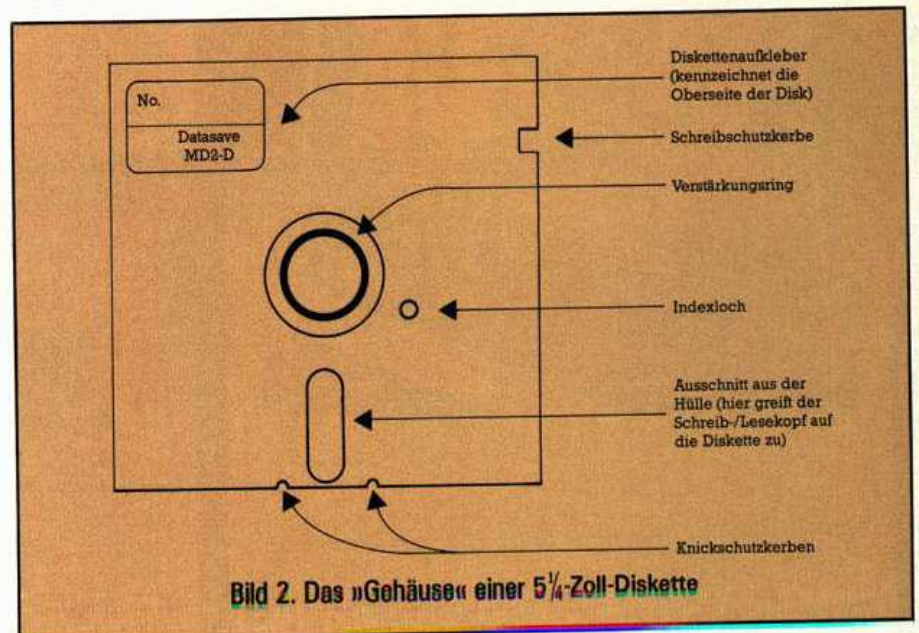 No.
Datasave
MD2-D
Diskettenaufkleber
(kennzeichnet die
Oberseite der Disk)
Schreibschutzkerbe
Verstärkungsring
Indexloch
Ausschnitt aus der
Hülle (hier greift der
Schreib-/Lesekopf auf
die Diskette zu)
Knickschutzkerben
Bild 2. Das »Gehäuse« einer 5¼-Zoll-Diskette